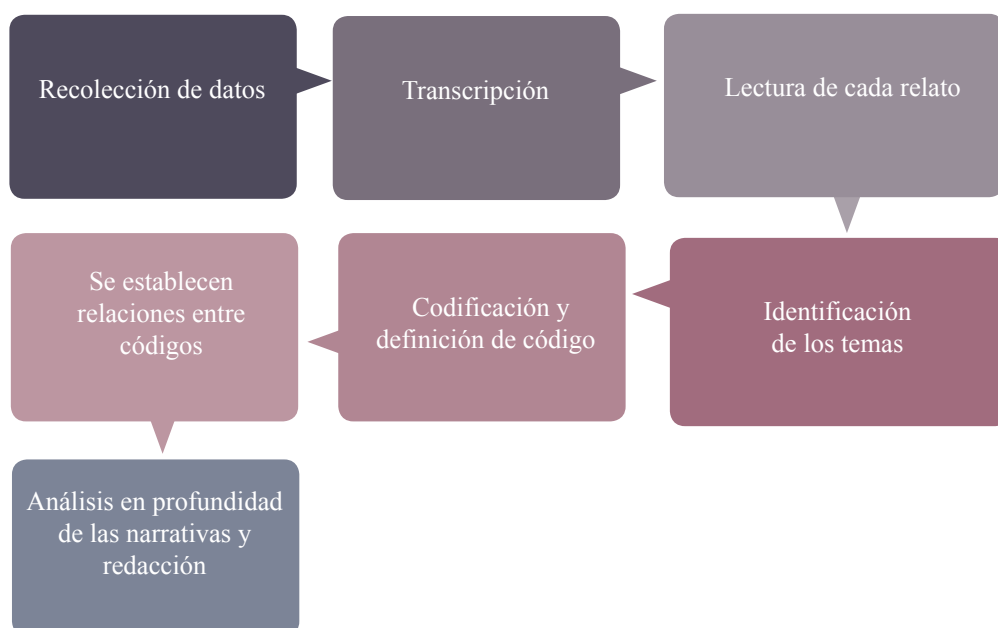 Recolección de datos
Transcripción
Lectura de cada relato
Identificación
de los temas
Codificación y
definición de código
Se establecen
relaciones entre
códigos
Análisis en profundidad
de las narrativas y
redacción